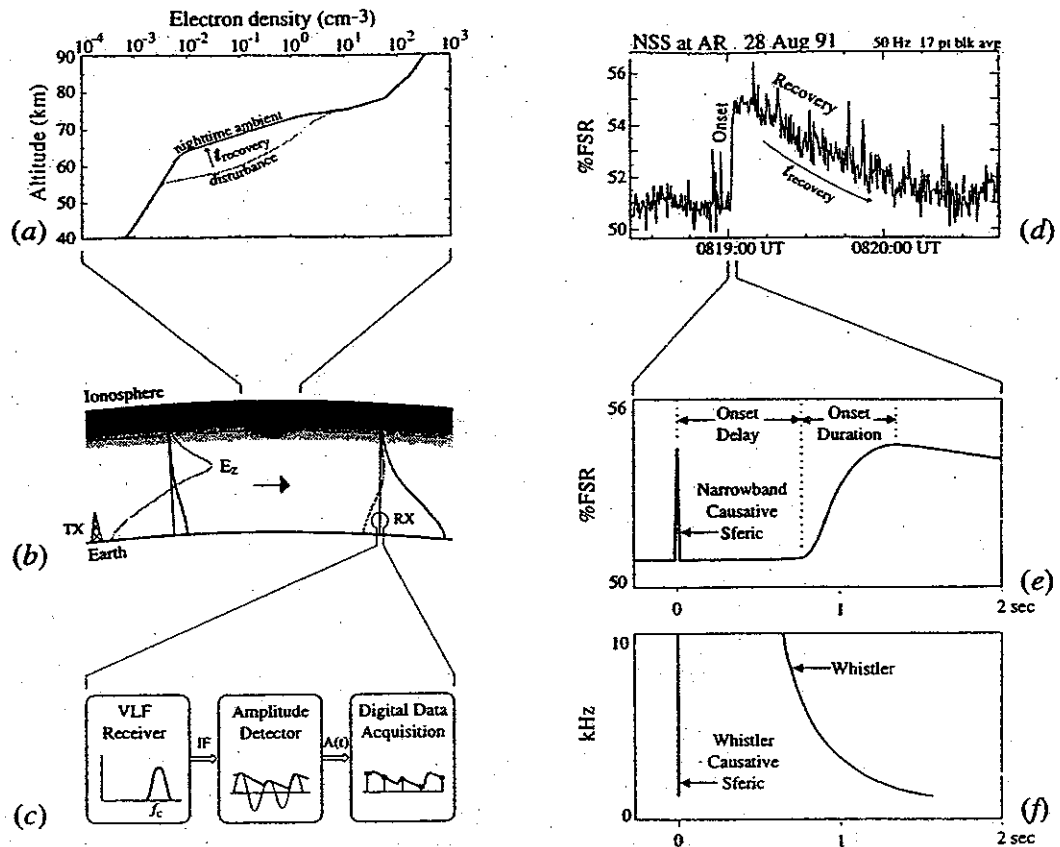 Electron density (cm-3)
10-4 10-3 10-2 10-1 100 101 102 103
90
80
70
60
50
40
Altitude (km)
nighttime ambient
trecovery
disturbance
(a)
Ionosphere
Ez
TX
RX
Earth
(b)
VLF
Receiver
fc
IF
Amplitude
Detector
A(t)
Digital Data
Acquisition
(c)
NSS at AR 28 Aug 91 50 Hz 17 pt blk avg
56
54
52
50
%FSR
Onset
Recovery
trecovery
0819:00 UT 0820:00 UT
(d)
56
50
%FSR
Onset
Delay
Onset
Duration
Narrowband
Causative
Sferic
0 1 2 sec
(e)
10
0
kHz
Whistler
Whistler
Causative
Sferic
0 1 2 sec
(f)